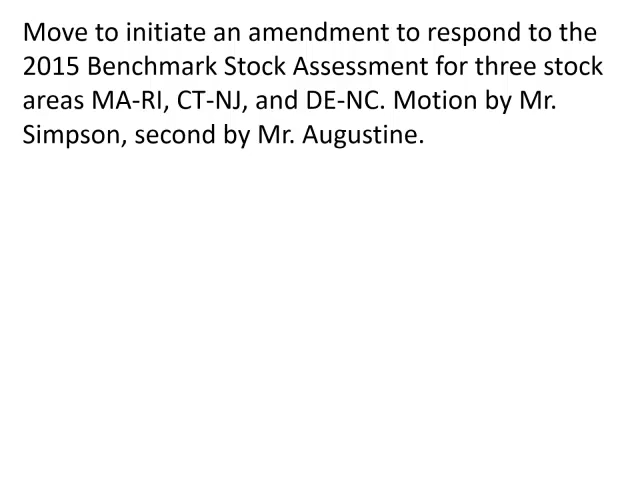 Move to initiate an amendment to respond to the
2015 Benchmark Stock Assessment for three stock
areas MA-RI, CT-NJ, and DE-NC. Motion by Mr.
Simpson, second by Mr. Augustine.